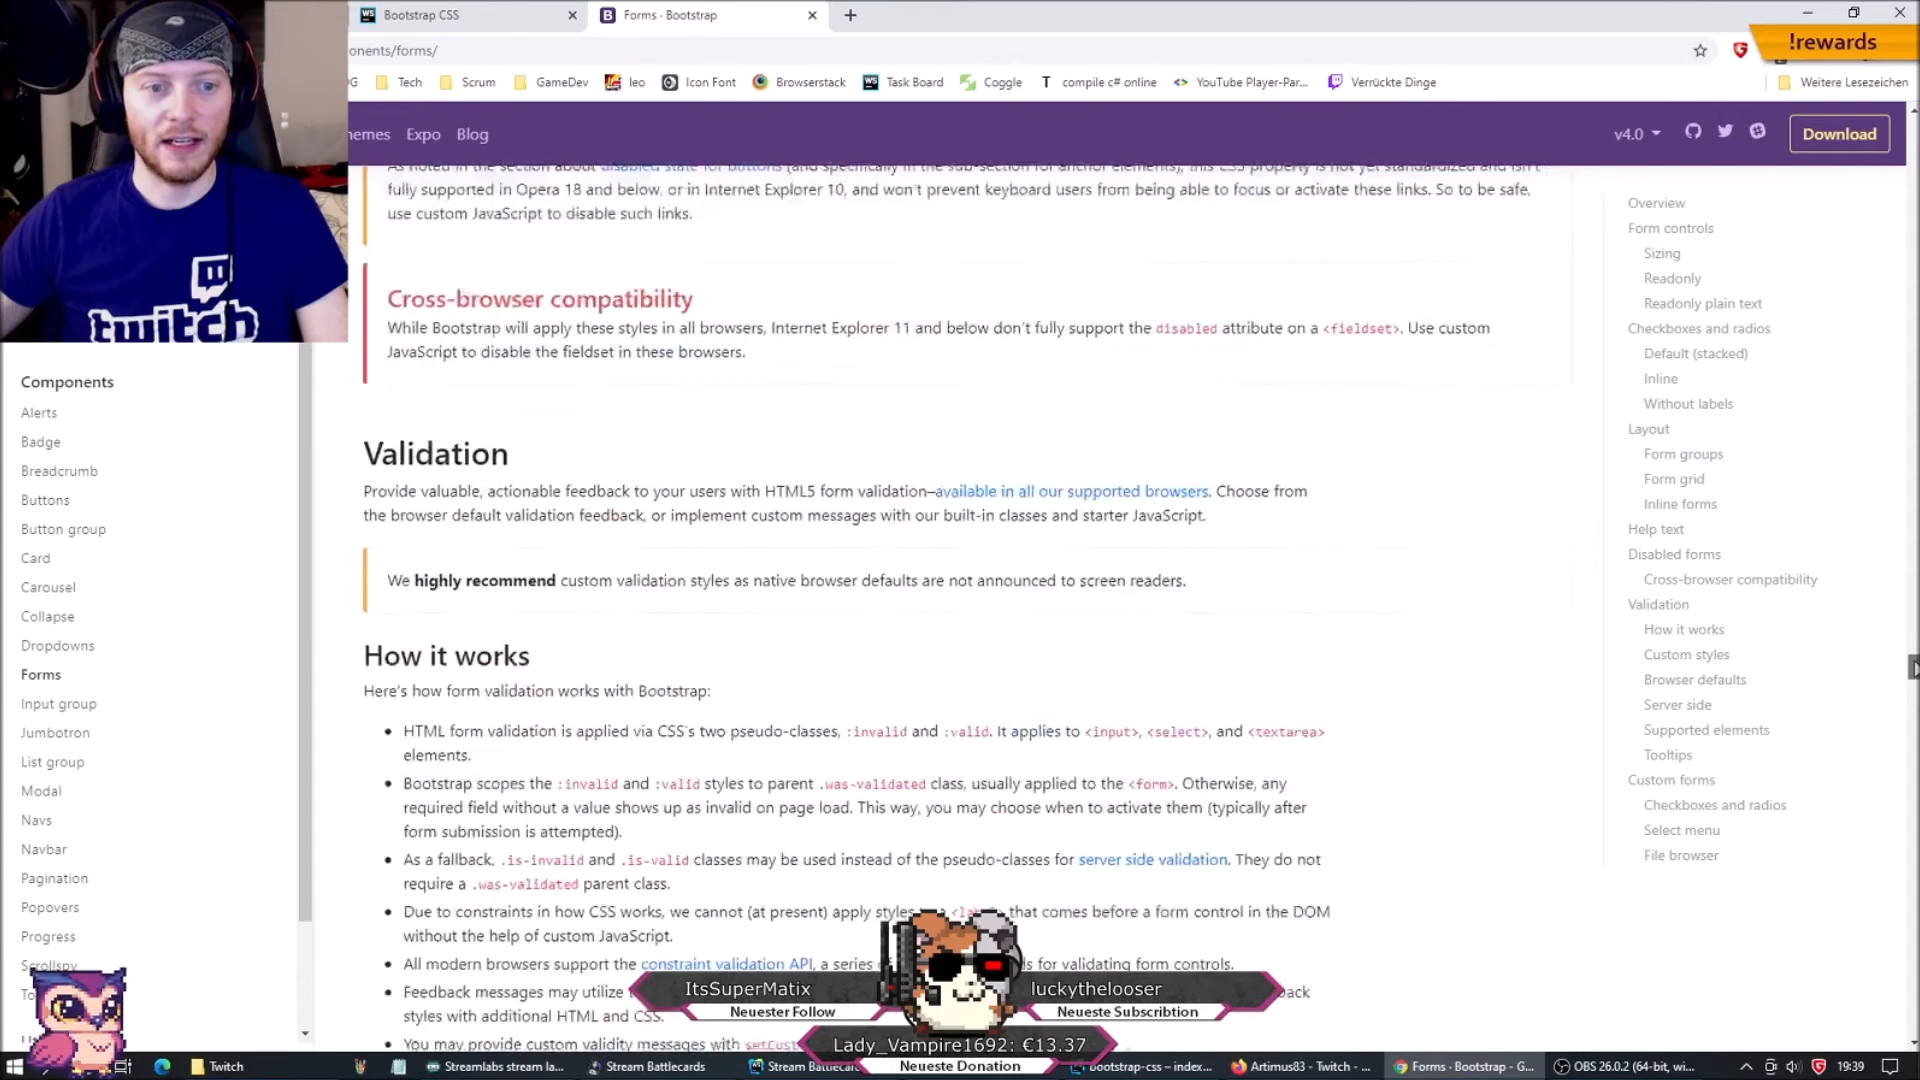 Bootstrap CSS
Forms - Bootstrap
onents/forms/
!rewards
G
Tech
Scrum
GameDev
leo
Icon Font
Browserstack
Task Board
Coggle
T compile c# online
YouTube Player-Par...
Verrückte Dinge
Weitere Lesezeichen
hemes
Expo
Blog
v4.0
Download
As noted in the section about disabled state for buttons (and specifically in the sub-section for anchor elements), this CSS property is not yet standardized and isn't
fully supported in Opera 18 and below, or in Internet Explorer 10, and won't prevent keyboard users from being able to focus or activate these links. So to be safe,
use custom JavaScript to disable such links.
Cross-browser compatibility
While Bootstrap will apply these styles in all browsers, Internet Explorer 11 and below don't fully support the disabled attribute on a <fieldset>. Use custom
JavaScript to disable the fieldset in these browsers.
Validation
Provide valuable, actionable feedback to your users with HTML5 form validation–available in all our supported browsers. Choose from
the browser default validation feedback, or implement custom messages with our built-in classes and starter JavaScript.
We highly recommend custom validation styles as native browser defaults are not announced to screen readers.
How it works
Here's how form validation works with Bootstrap:
HTML form validation is applied via CSS's two pseudo-classes, :invalid and :valid. It applies to <input>, <select>, and <textarea>
elements.
Bootstrap scopes the :invalid and :valid styles to parent .was-validated class, usually applied to the <form>. Otherwise, any
required field without a value shows up as invalid on page load. This way, you may choose when to activate them (typically after
form submission is attempted).
As a fallback, .is-invalid and .is-valid classes may be used instead of the pseudo-classes for server side validation. They do not
require a .was-validated parent class.
Due to constraints in how CSS works, we cannot (at present) apply styles that comes before a form control in the DOM
without the help of custom JavaScript.
All modern browsers support the constraint validation API, a series of ds for validating form controls.
Feedback messages may utilize back
styles with additional HTML and CSS.
You may provide custom validity messages with setCust
Components
Alerts
Badge
Breadcrumb
Buttons
Button group
Card
Carousel
Collapse
Dropdowns
Forms
Input group
Jumbotron
List group
Modal
Navs
Navbar
Pagination
Popovers
Progress
Scrollspy
To
Overview
Form controls
Sizing
Readonly
Readonly plain text
Checkboxes and radios
Default (stacked)
Inline
Without labels
Layout
Form groups
Form grid
Inline forms
Help text
Disabled forms
Cross-browser compatibility
Validation
How it works
Custom styles
Browser defaults
Server side
Supported elements
Tooltips
Custom forms
Checkboxes and radios
Select menu
File browser
twitch
ItsSuperMatix
Neuester Follow
luckythelooser
Neueste Subscribtion
Lady_Vampire1692: €13.37
Neueste Donation
Twitch
Streamlabs stream la...
Stream Battlecards
Stream Battlecar
Bootstrap-css – index...
Artimus83 - Twitch - ...
Forms · Bootstrap - G...
OBS 26.0.2 (64-bit, wi...
19:39